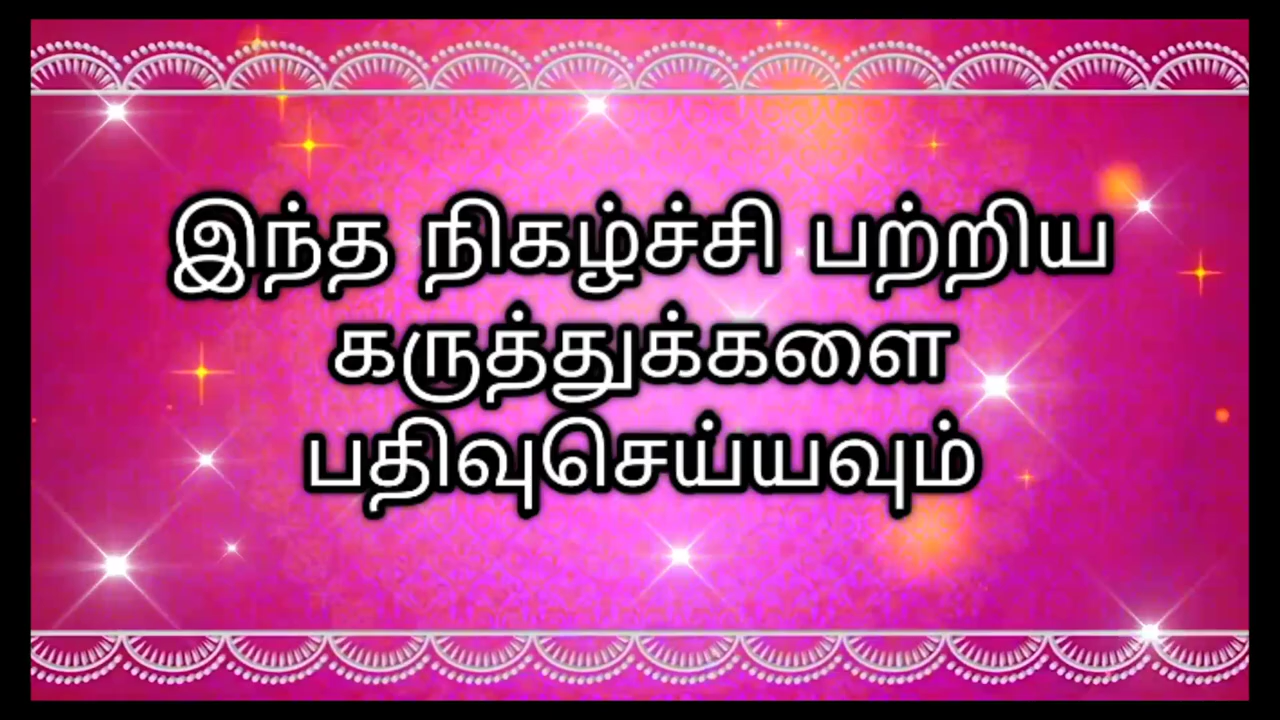 இந்த நிகழ்ச்சி பற்றிய
கருத்துக்களை
பதிவுசெய்யவும்